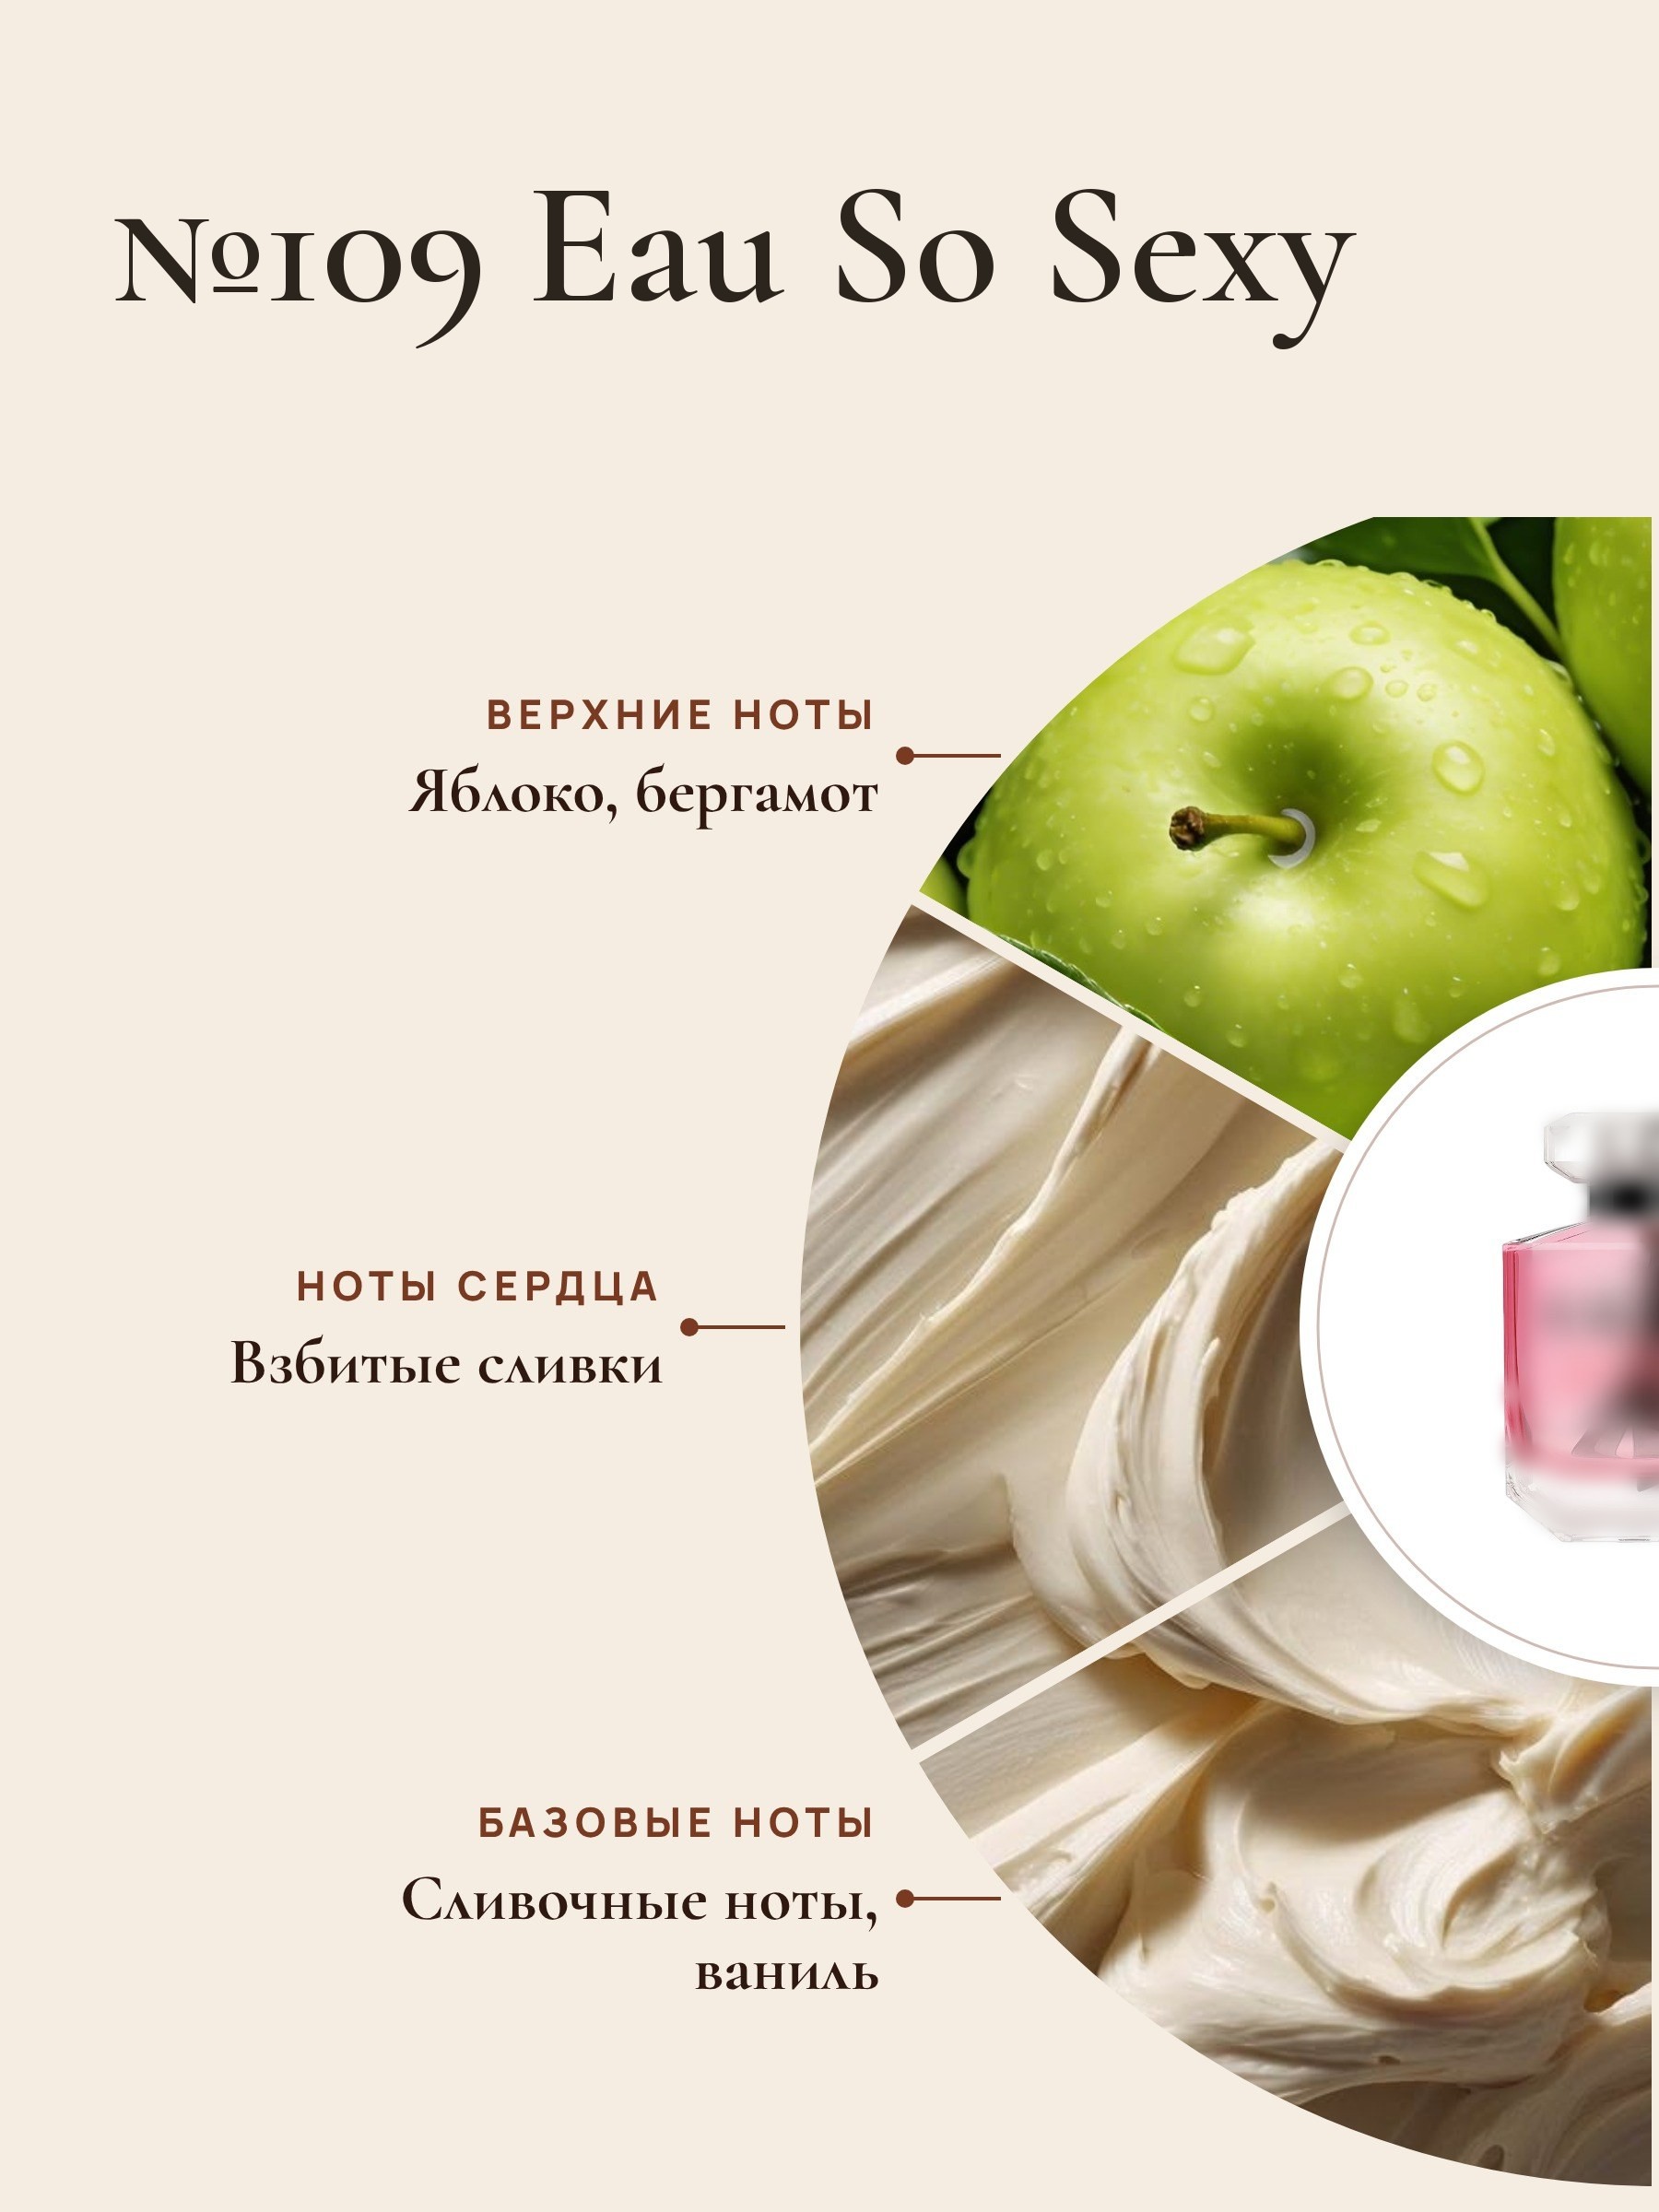 №109 Eau So Sexy
ВЕРХНИЕ НОТЫ
Яблоко, бергамот
НОТЫ СЕРДЦА
Взбитые сливки
БАЗОВЫЕ НОТЫ
Сливочные ноты,
ваниль